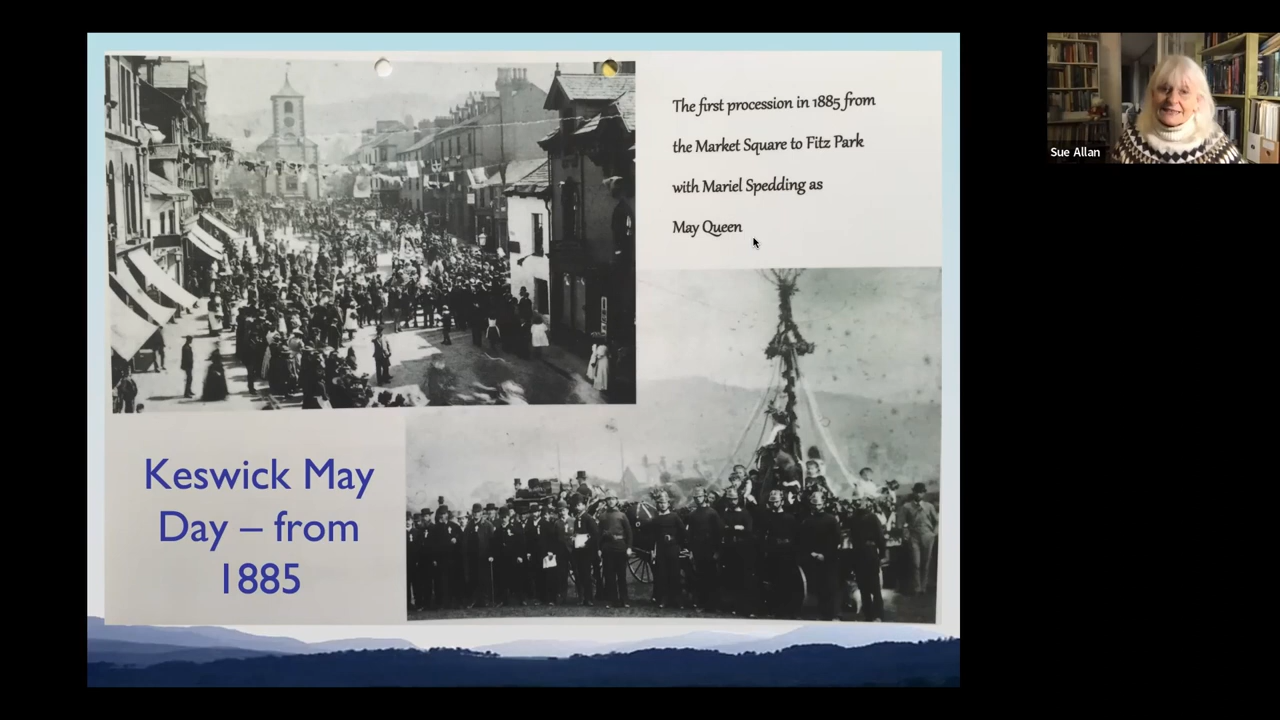 The first procession in 1885 from
the Market Square to Fitz Park
with Mariel Spedding as
May Queen
Keswick May
Day – from
1885
Sue Allan